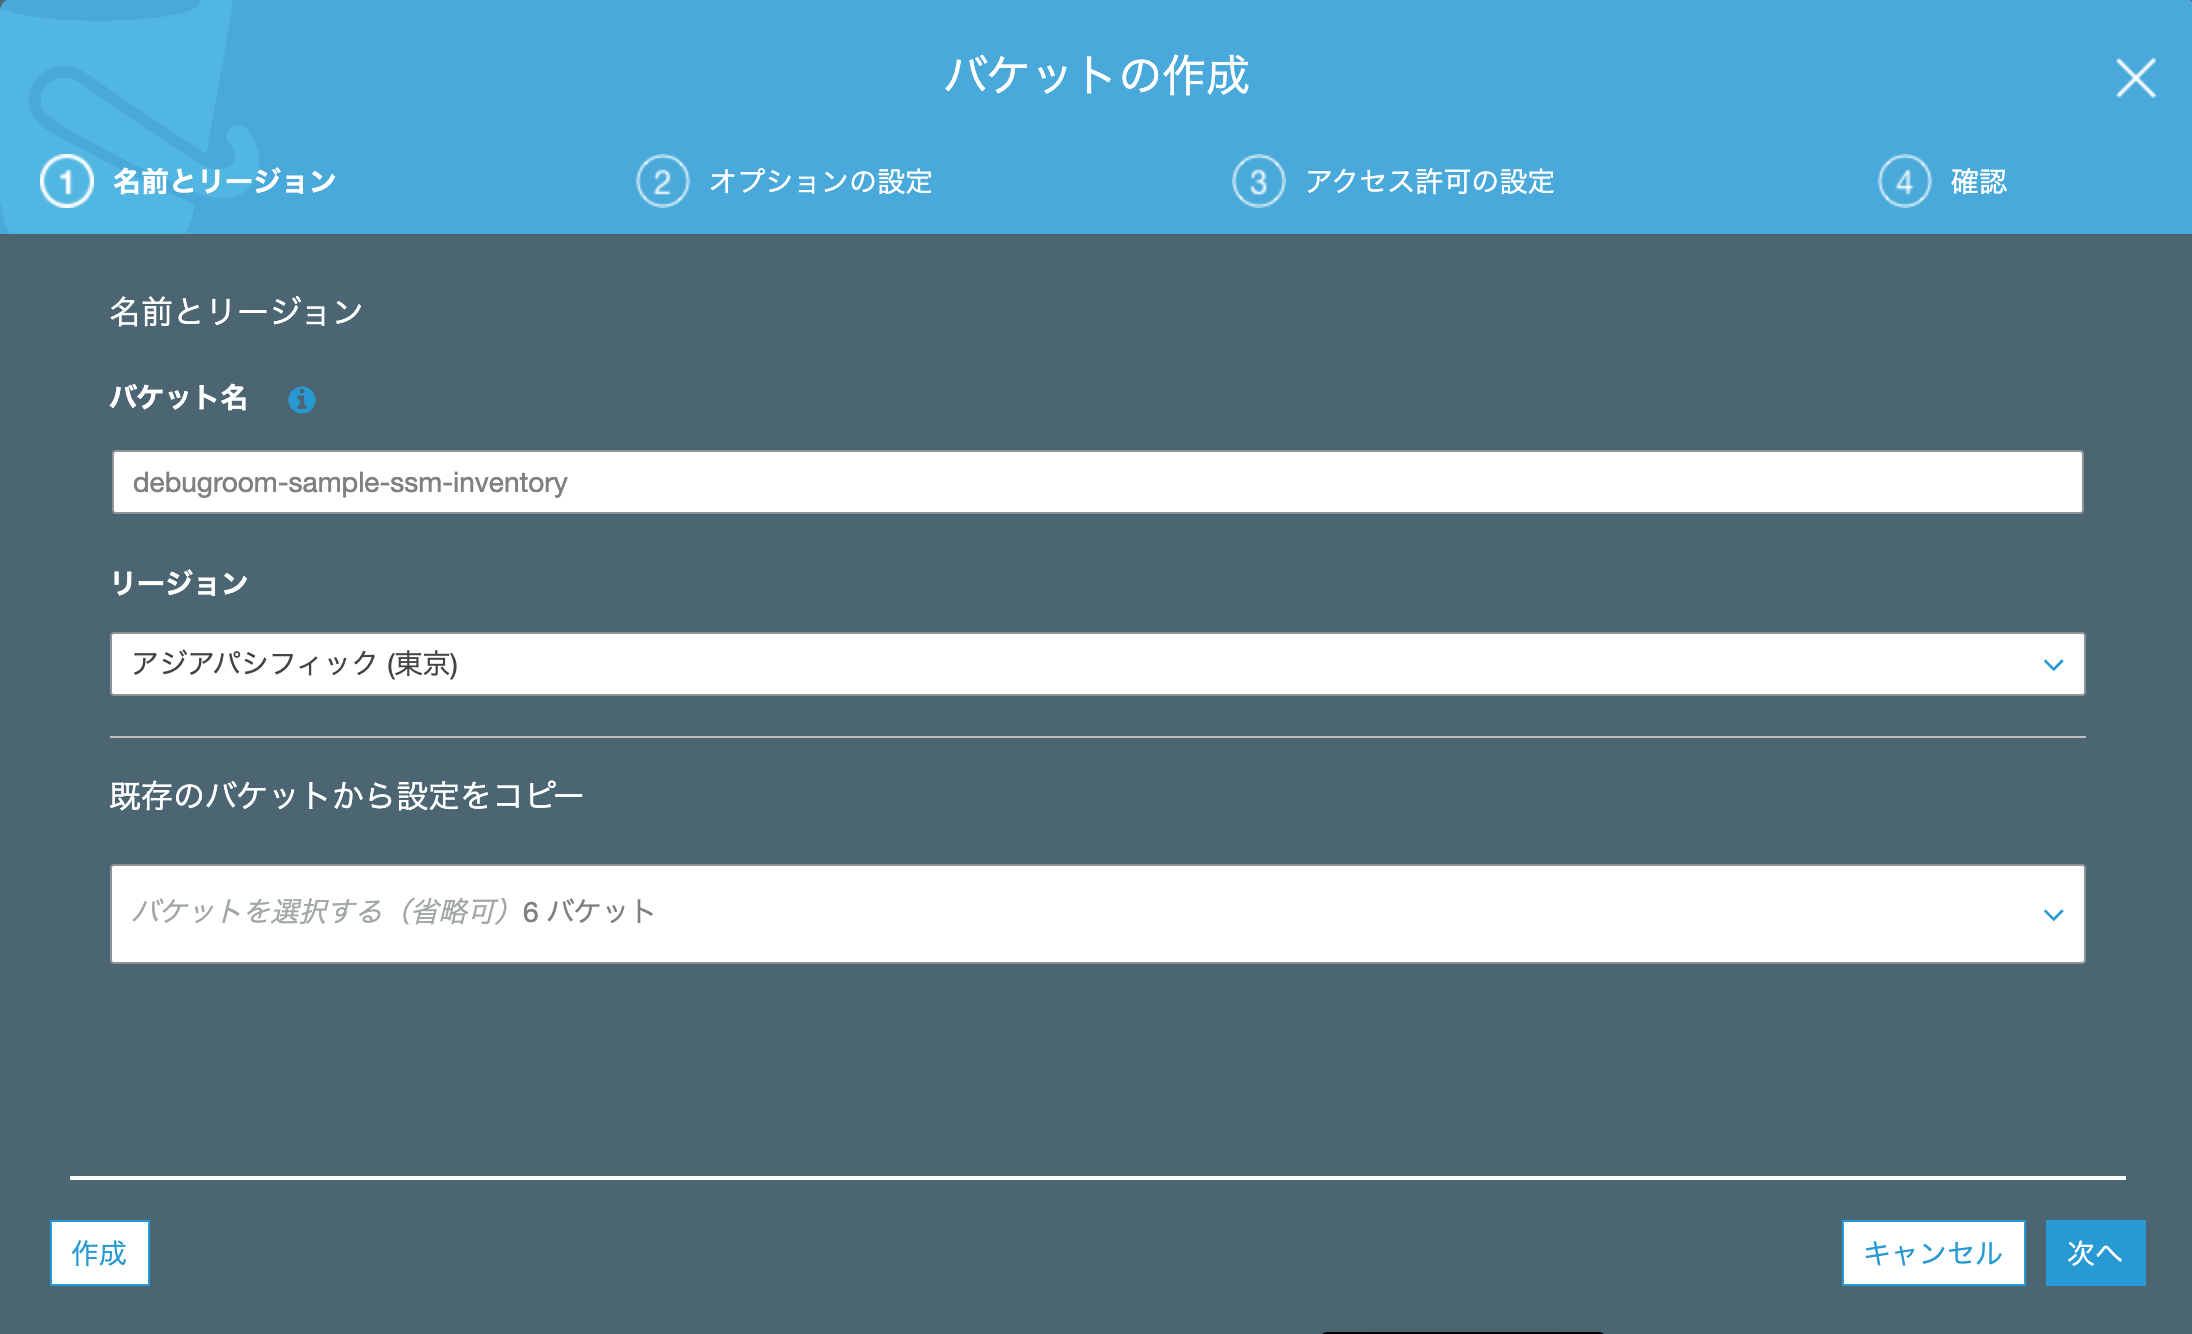 バケットの作成
1 名前とリージョン
2 オプションの設定
3 アクセス許可の設定
4 確認
名前とリージョン
バケット名
debugroom-sample-ssm-inventory
リージョン
アジアパシフィック (東京)
既存のバケットから設定をコピー
バケットを選択する（省略可）6 バケット
作成 キャンセル 次へ